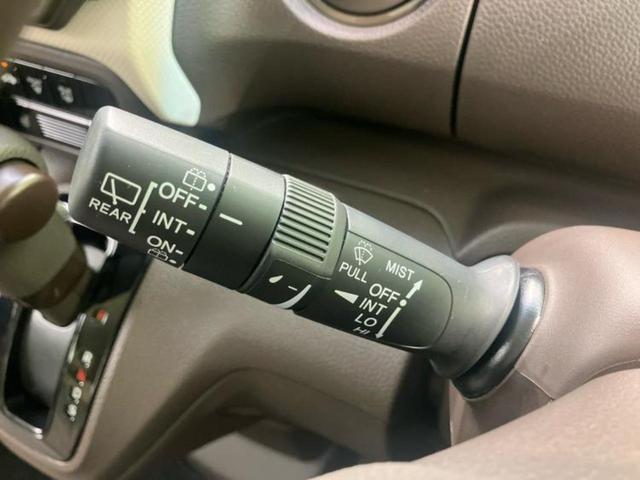 OFF
REAR
INT
ON
PULL
MIST
OFF
INT
LO
HI